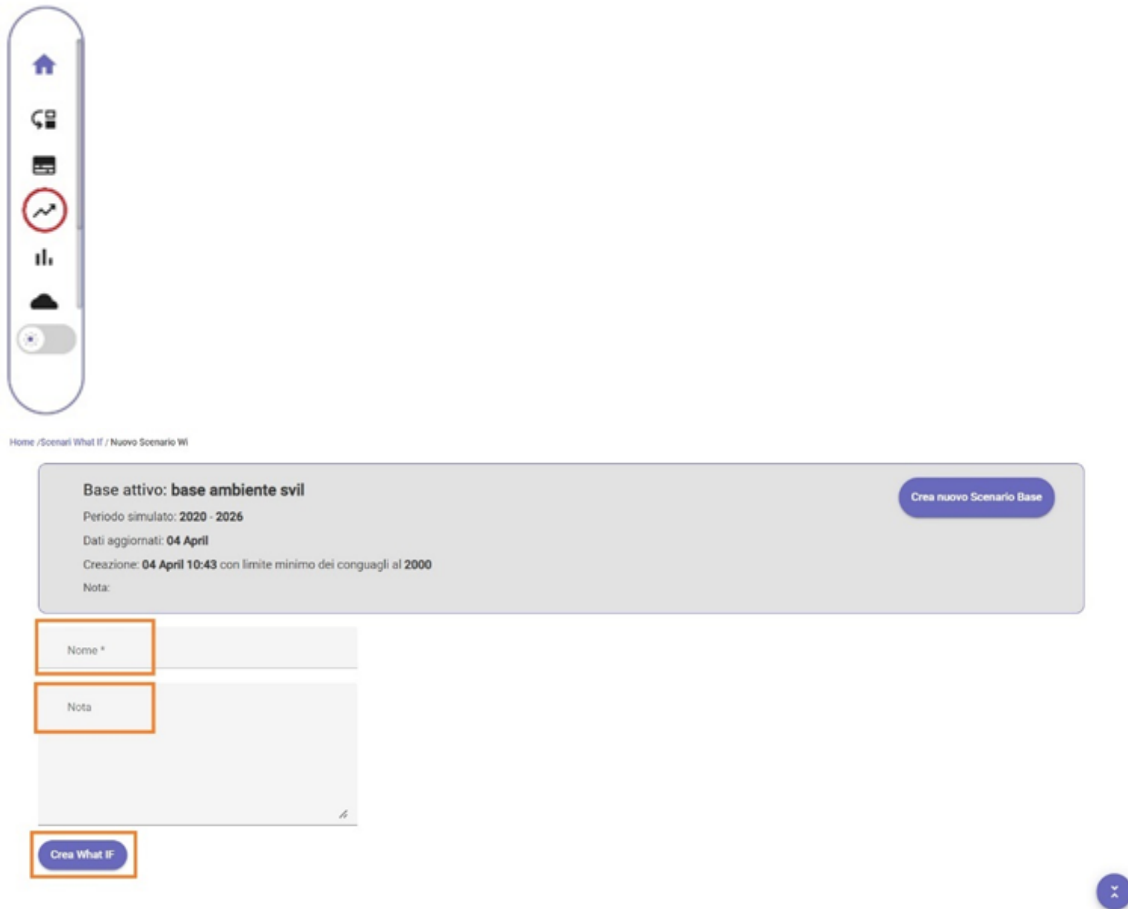 Home /Scenari What If / Nuovo Scenario Wi
Base attivo: base ambiente svil
Crea nuovo Scenario Base
Periodo simulato: 2020 - 2026
Dati aggiornati: 04 April
Creazione: 04 April 10:43 con limite minimo dei conguagli al 2000
Nota:
Nome *
Nota
Crea What IF